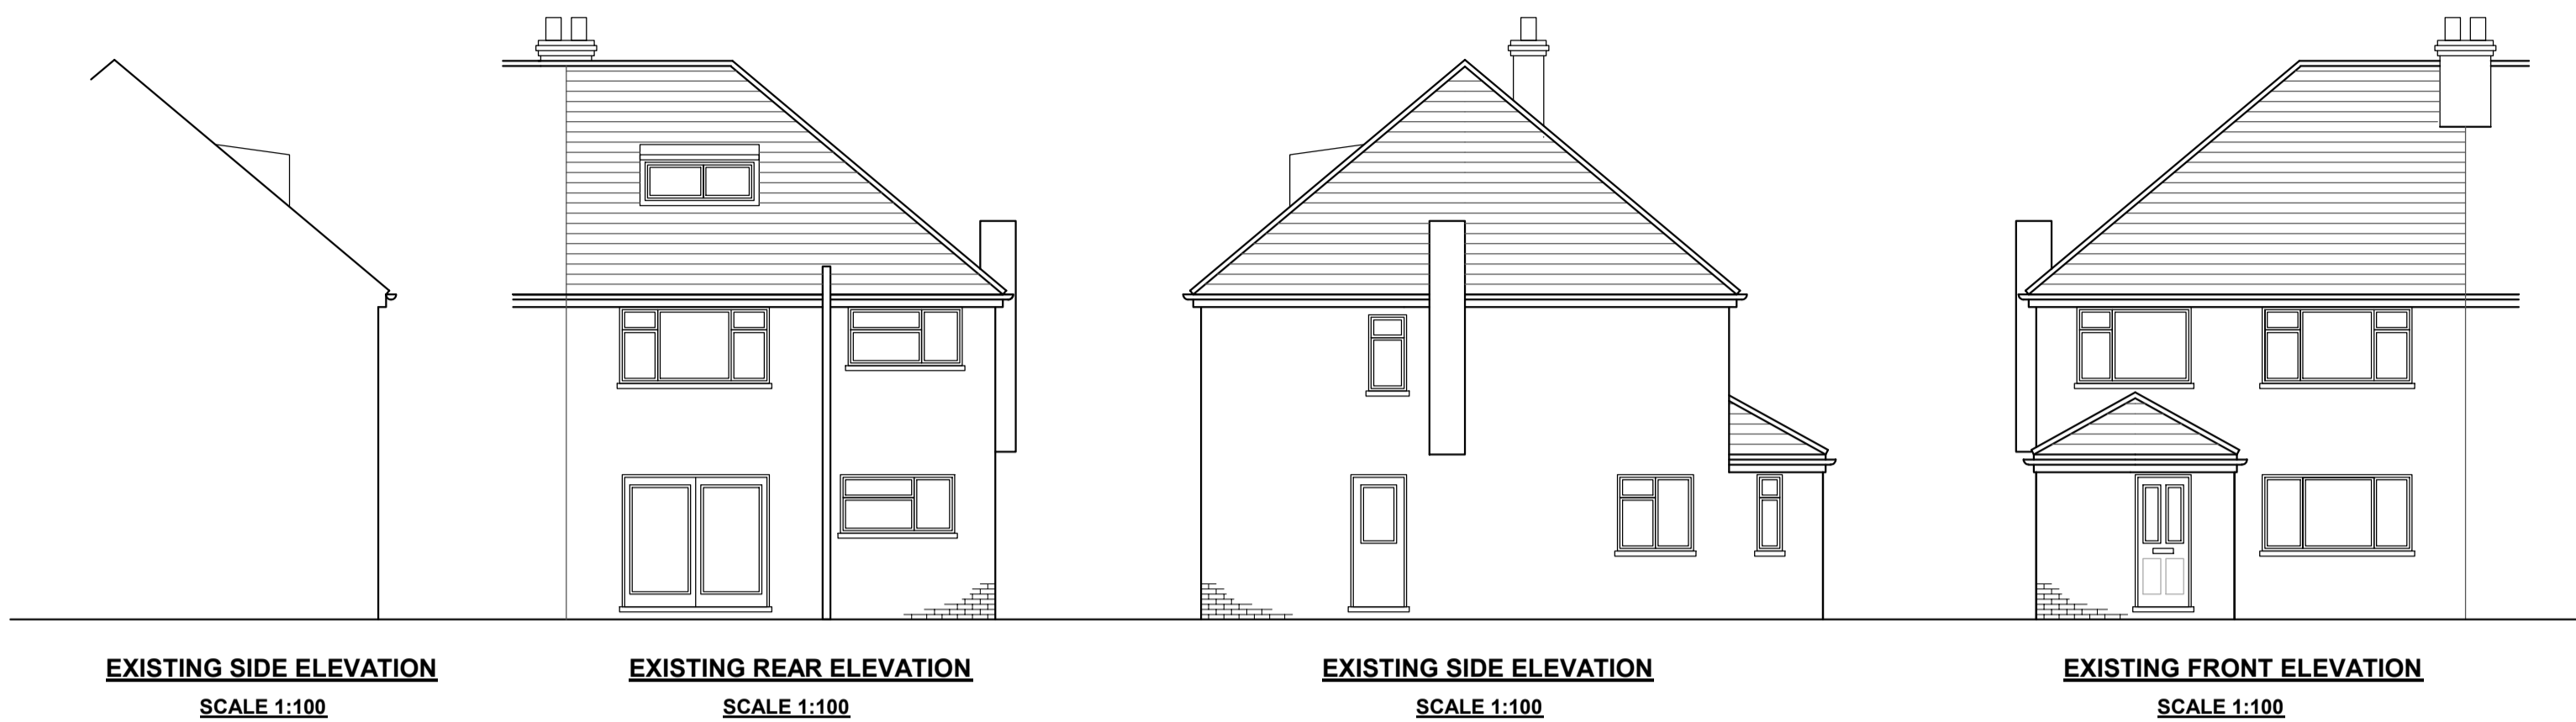 EXISTING SIDE ELEVATION
SCALE 1:100
EXISTING REAR ELEVATION
SCALE 1:100
EXISTING SIDE ELEVATION
SCALE 1:100
EXISTING FRONT ELEVATION
SCALE 1:100